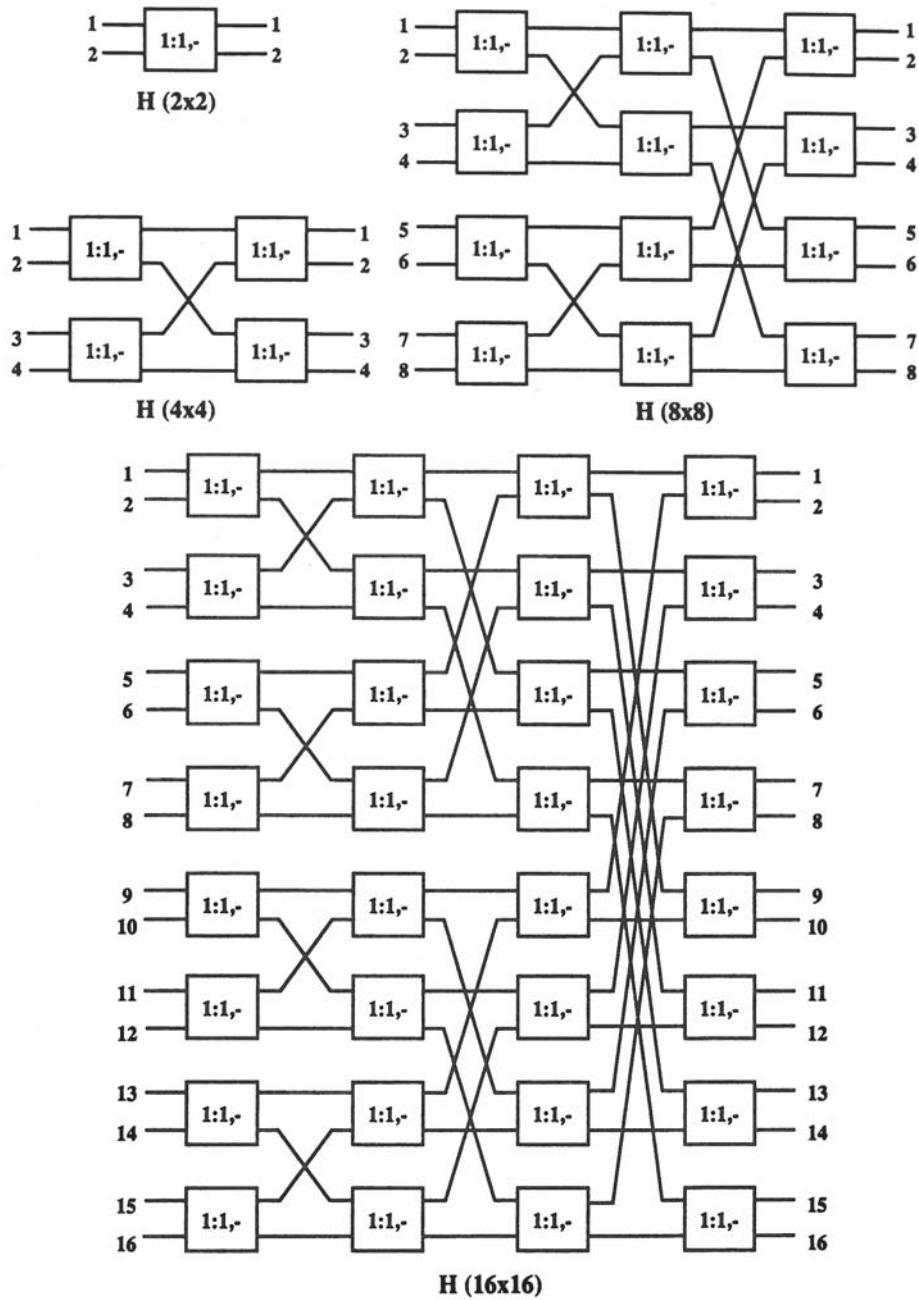 1 1:1,- 1
2 2
H (2x2)
1 1:1,- 1:1,- 1:1,- 1
2 2
3 1:1,- 1:1,- 1:1,- 3
4 4
5 1:1,- 1:1,- 1:1,- 5
6 6
7 1:1,- 1:1,- 1:1,- 7
8 8
H (8x8)
1 1:1,- 1:1,- 1
2 2
3 1:1,- 1:1,- 3
4 4
H (4x4)
1 1:1,- 1:1,- 1:1,- 1:1,- 1
2 2
3 1:1,- 1:1,- 1:1,- 1:1,- 3
4 4
5 1:1,- 1:1,- 1:1,- 1:1,- 5
6 6
7 1:1,- 1:1,- 1:1,- 1:1,- 7
8 8
9 1:1,- 1:1,- 1:1,- 1:1,- 9
10 10
11 1:1,- 1:1,- 1:1,- 1:1,- 11
12 12
13 1:1,- 1:1,- 1:1,- 1:1,- 13
14 14
15 1:1,- 1:1,- 1:1,- 1:1,- 15
16 16
H (16x16)